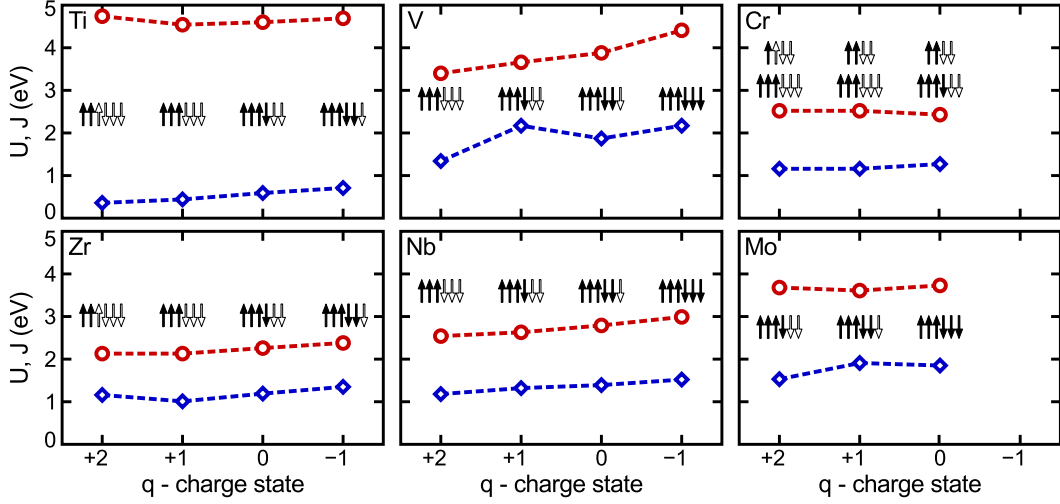 Ti
V
Cr
5
4
3
2
1
0
U, J (eV)
Zr
Nb
Mo
5
4
3
2
1
0
U, J (eV)
+2 +1 0 −1
+2 +1 0 −1
+2 +1 0 −1
q - charge state
q - charge state
q - charge state